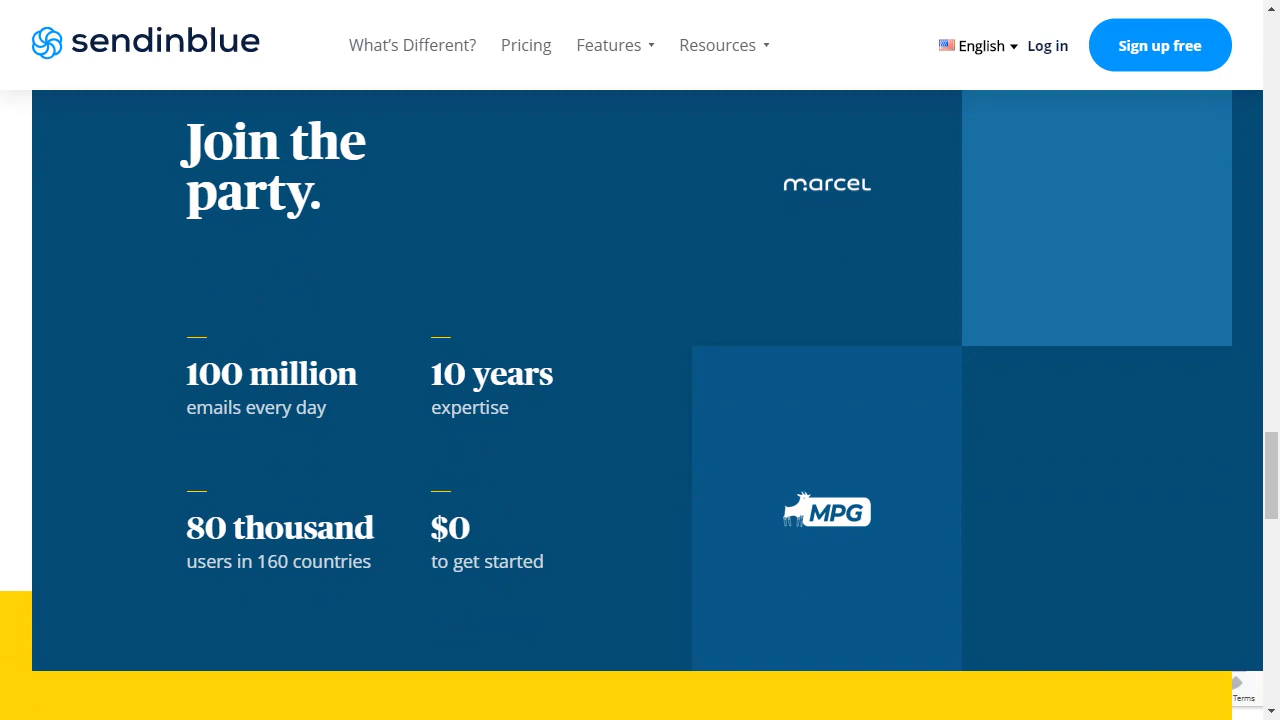 sendinblue
What's Different?
Pricing
Features
Resources
English
Log in
Sign up free
Join the
party.
marcel
100 million
emails every day
10 years
expertise
80 thousand
users in 160 countries
$0
to get started
MPG
Terms